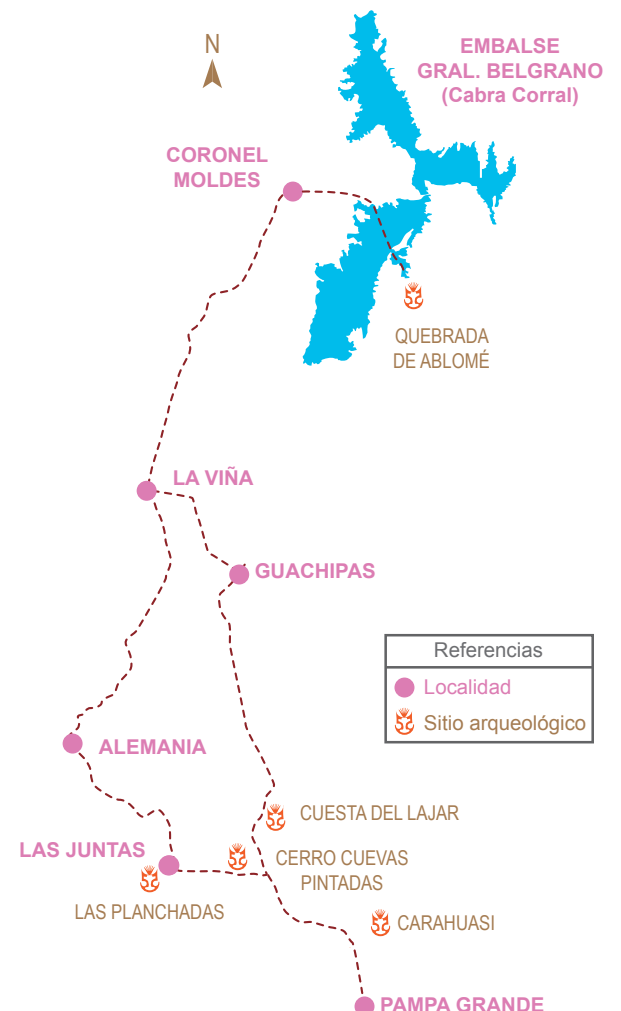 N
EMBALSE
GRAL. BELGRANO
(Cabra Corral)
CORONEL
MOLDES
QUEBRADA
DE ABLOMÉ
LA VIÑA
GUACHIPAS
Referencias
Localidad
Sitio arqueológico
ALEMANIA
CUESTA DEL LAJAR
LAS JUNTAS
CERRO CUEVAS
PINTADAS
LAS PLANCHADAS
CARAHUASI
PAMPA GRANDE